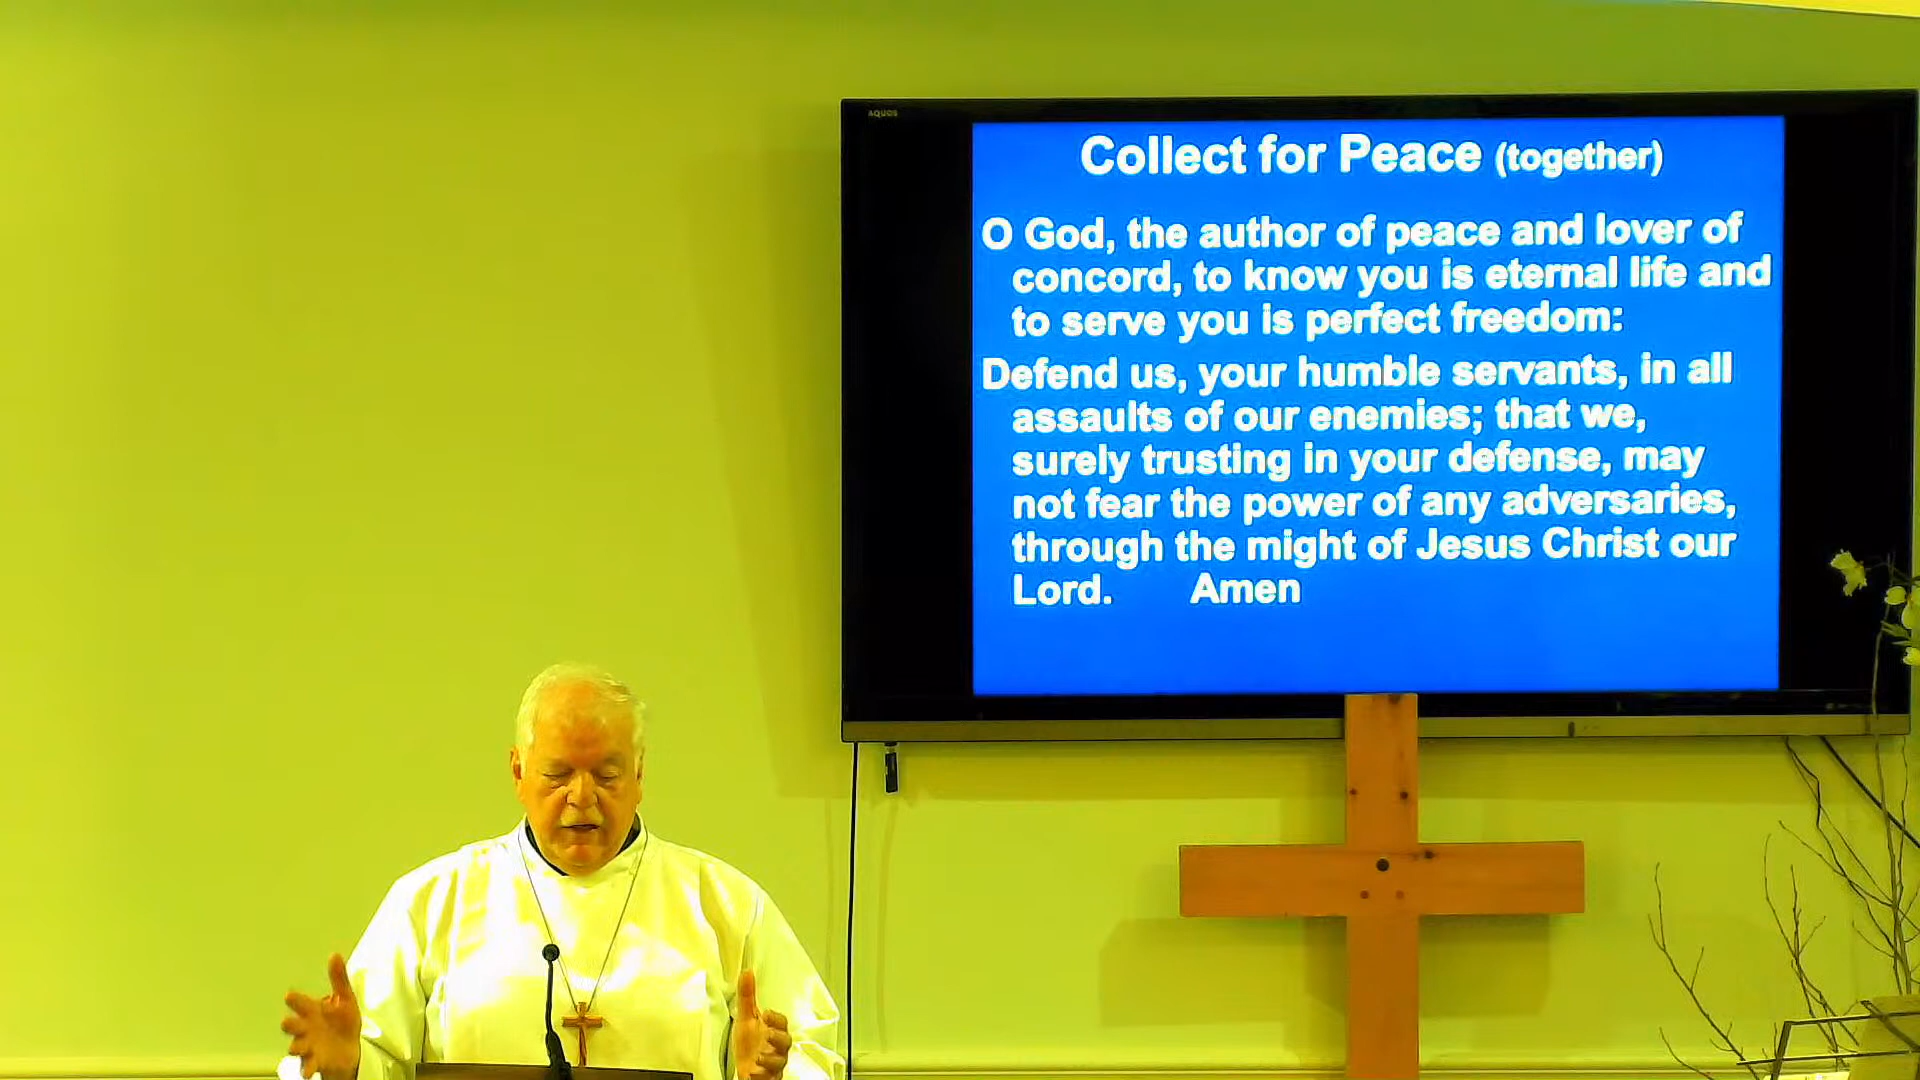 AQUOS
Collect for Peace (together)
O God, the author of peace and lover of
concord, to know you is eternal life and
to serve you is perfect freedom:
Defend us, your humble servants, in all
assaults of our enemies; that we,
surely trusting in your defense, may
not fear the power of any adversaries,
through the might of Jesus Christ our
Lord. Amen